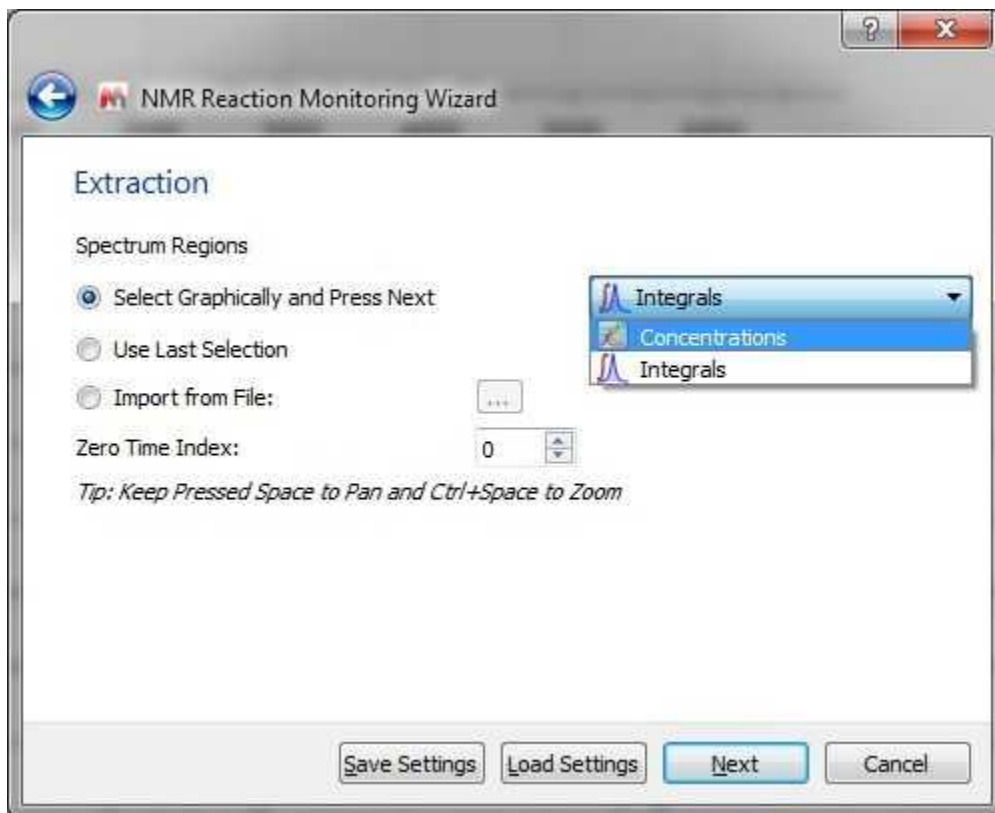 NMR Reaction Monitoring Wizard
Extraction
Spectrum Regions
Select Graphically and Press Next
Integrals
Concentrations
Use Last Selection
Integrals
Import from File:
...
Zero Time Index:
0
Tip: Keep Pressed Space to Pan and Ctrl+Space to Zoom
Save Settings
Load Settings
Next
Cancel